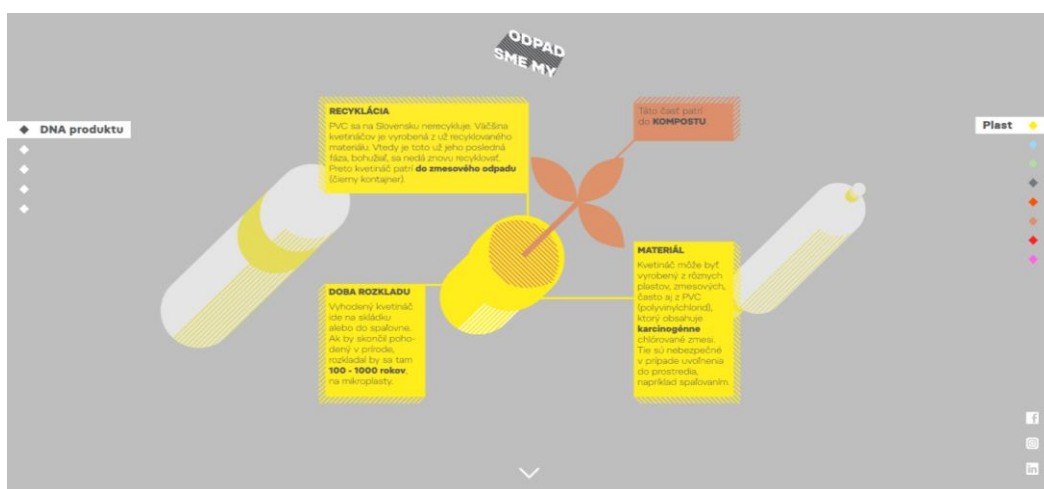 ODPAD
SME MY
DNA produktu
RECYKLÁCIA
PVC sa na Slovensku nerecykluje. Väčšina
kvetináčov je vyrobená z už recyklovaného
materiálu. Vtedy je toto už jeho posledná
fáza, bohužiaľ, sa nedá znovu recyklovať.
Preto kvetináč patrí do zmesového odpadu
(čierny kontajner).
Táto časť patrí
do KOMPOSTU.
Plast
DOBA ROZKLADU
Vyhodený kvetináč
ide na skládku
alebo do spaľovne.
Ak by skončil poho-
dený v prírode,
rozkladal by sa tam
100 - 1000 rokov,
na mikroplasty.
MATERIÁL
Kvetináč môže byť
vyrobený z rôznych
plastov, zmesových,
často aj z PVC
(polyvinylchlorid),
ktorý obsahuje
karcinogénne
chlórované zmesi.
Tie sú nebezpečné
v prípade uvoľnenia
do prostredia,
napríklad spaľovaním.